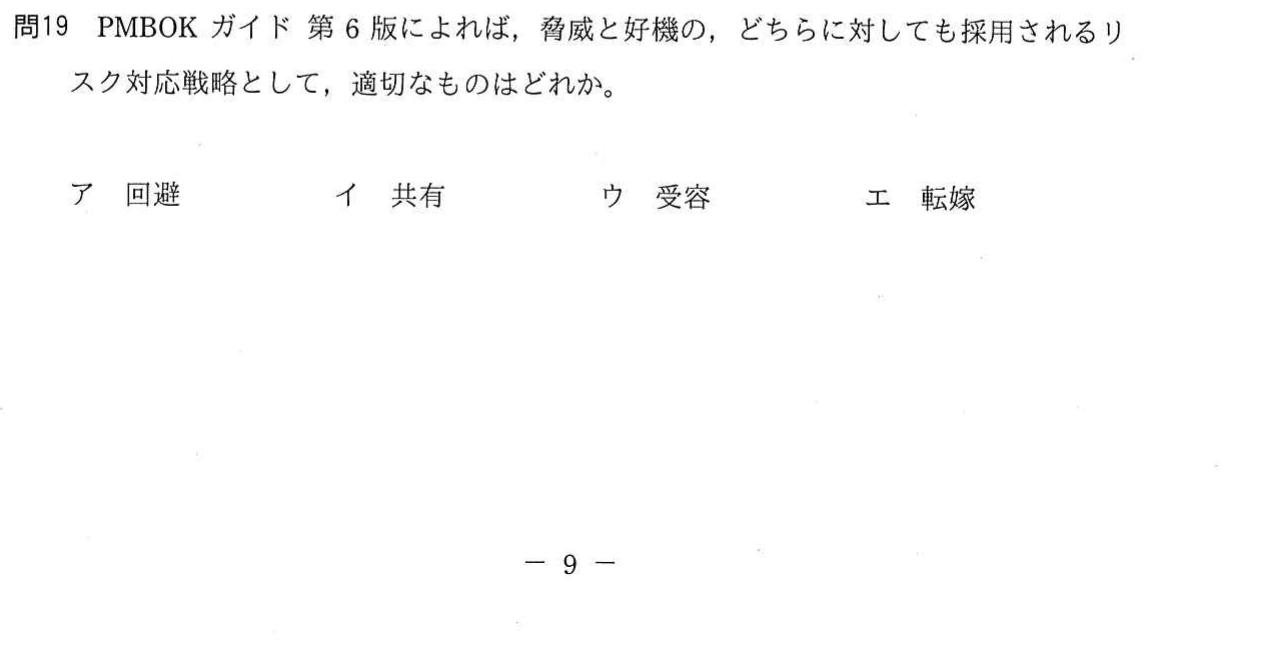 問19 PMBOK ガイド 第 6 版によれば，脅威と好機の，どちらに対しても採用されるリ
スク対応戦略として，適切なものはどれか。
ア 回避 イ 共有 ウ 受容 エ 転嫁
― 9 ―